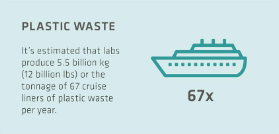 PLASTIC WASTE
It's estimated that labs
produce 5.5 billion kg
(12 billion lbs) or the
tonnage of 67 cruise
liners of plastic waste
per year.
67x